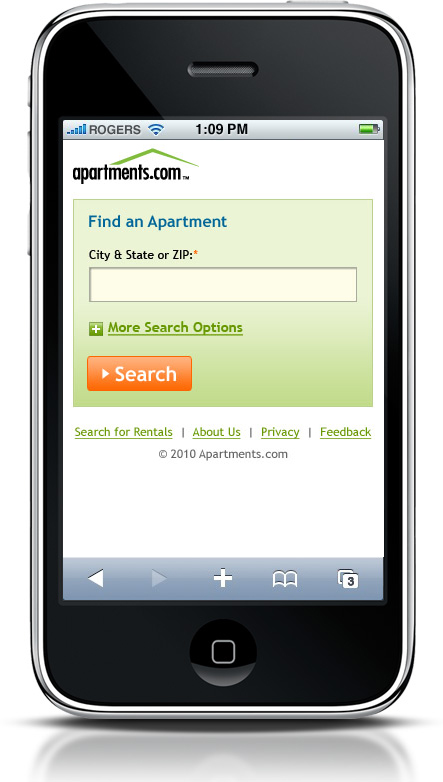 ROGERS 1:09 PM
apartments.com™
Find an Apartment
City & State or ZIP:*
More Search Options
Search
Search for Rentals | About Us | Privacy | Feedback
© 2010 Apartments.com
3